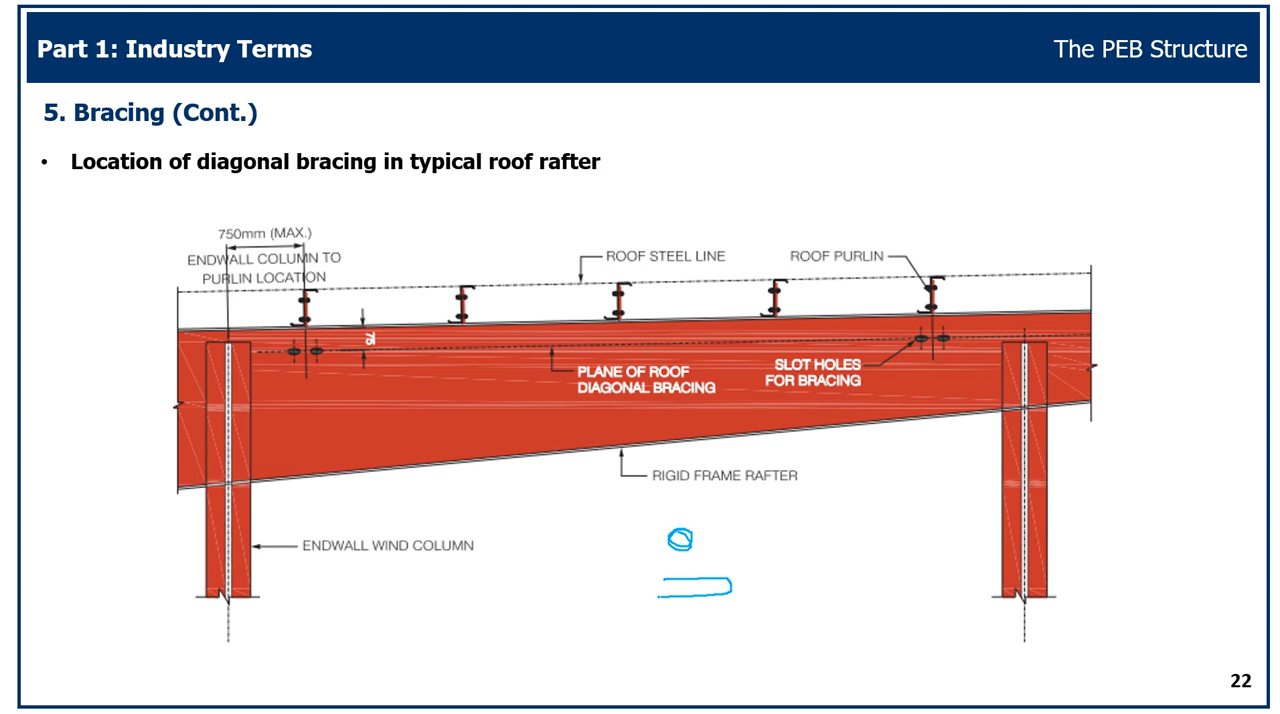 Part 1: Industry Terms
The PEB Structure
5. Bracing (Cont.)
• Location of diagonal bracing in typical roof rafter
750mm (MAX.)
ENDWALL COLUMN TO
PURLIN LOCATION
ROOF STEEL LINE
ROOF PURLIN
75
PLANE OF ROOF
DIAGONAL BRACING
SLOT HOLES
FOR BRACING
RIGID FRAME RAFTER
ENDWALL WIND COLUMN
22